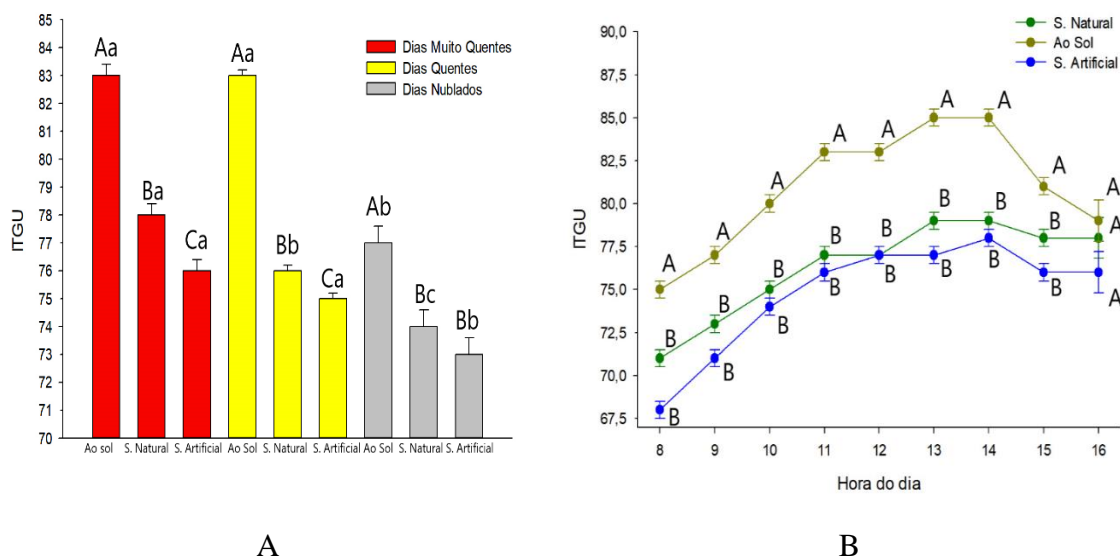 85
84
83
82
81
80
79
78
77
76
75
74
73
72
71
70
ITGU
Aa
Ba
Ca
Aa
Bb
Ca
Ab
Bc
Bb
Dias Muito Quentes
Dias Quentes
Dias Nublados
Ao sol
S. Natural
S. Artificial
Ao Sol
S. Natural
S. Artificial
Ao Sol
S. Natural
S. Artificial
A
S. Natural
Ao Sol
S. Artificial
90,0
87,5
85,0
82,5
80,0
77,5
75,0
72,5
70,0
67,5
ITGU
A
A
A
A
A
A
A
A
A
B
B
B
B
B
B
B
B
A
B
B
B
B
B
B
B
B
A
8
9
10
11
12
13
14
15
16
Hora do dia
B